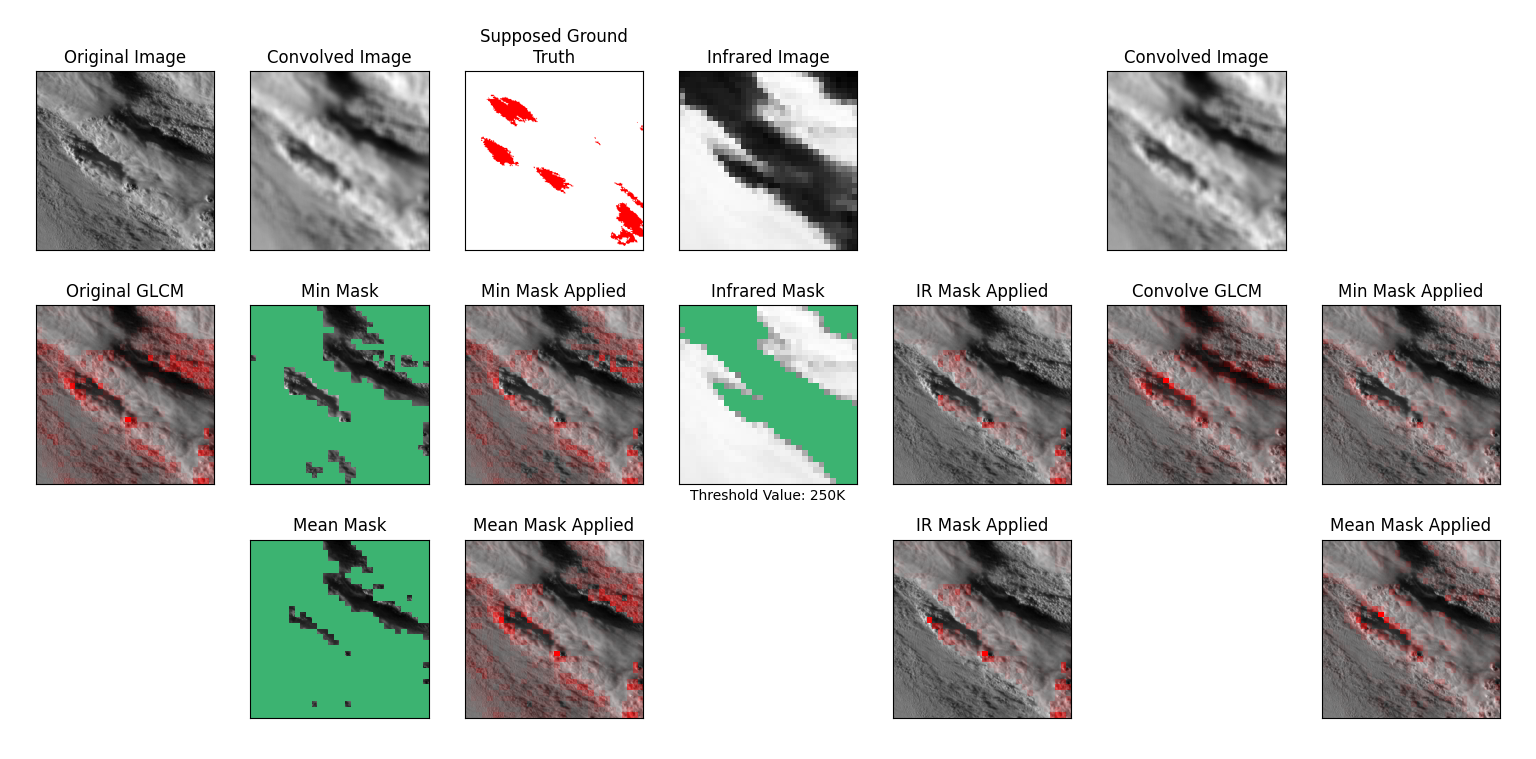 Original Image
Convolved Image
Supposed Ground
Truth
Infrared Image
Convolved Image
Original GLCM
Min Mask
Min Mask Applied
Infrared Mask
IR Mask Applied
Convolve GLCM
Min Mask Applied
Threshold Value: 250K
Mean Mask
Mean Mask Applied
IR Mask Applied
Mean Mask Applied